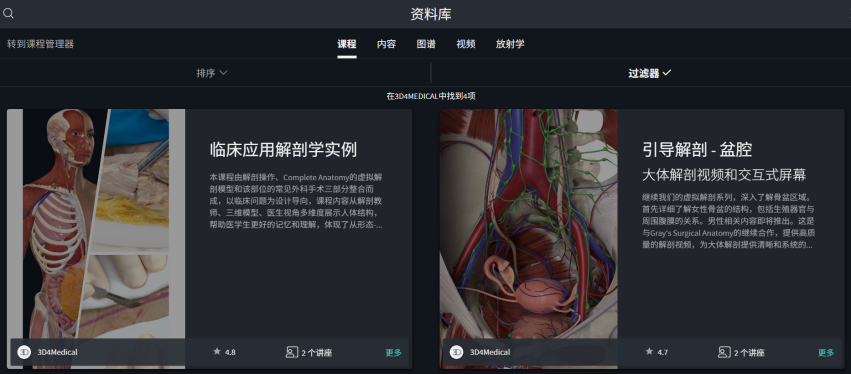 资料库
转到课程管理器
课程 内容 图谱 视频 放射学
排序 过滤器
在3D4MEDICAL中找到4项
临床应用解剖学实例
本课程由解剖操作、Complete Anatomy的虚拟解
剖模型和该部位的常见外科手术三部分整合而
成，以临床问题为设计导向，课程内容从解剖教
师、三维模型、医生视角多维度展示人体结构，
帮助医学生更好的记忆和理解，体现了从形态-...
3D 3D4Medical 4.8 2 个讲座 更多
引导解剖 - 盆腔
大体解剖视频和交互式屏幕
继续我们的虚拟解剖系列，深入了解骨盆区域。
首先详细了解女性骨盆的结构，包括生殖器官与
周围腹膜的关系。男性相关内容即将推出。这是
与Gray's Surgical Anatomy的继续合作，提供高质
量的解剖视频，为大体解剖提供清晰和系统的...
3D 3D4Medical 4.7 2 个讲座 更多